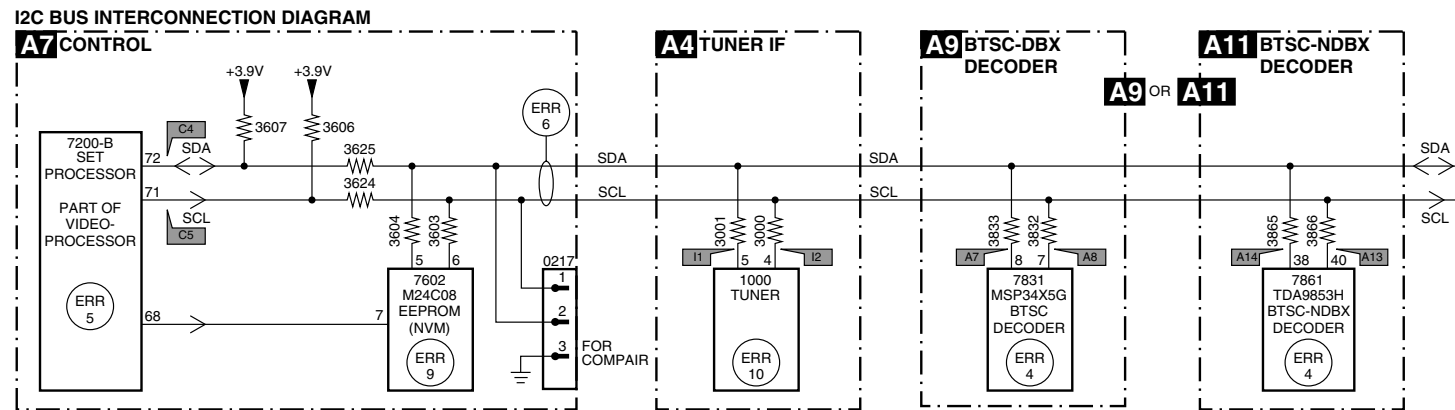 I2C BUS INTERCONNECTION DIAGRAM
A7 CONTROL
A4 TUNER IF
A9 BTSC-DBX
DECODER
A11 BTSC-NDBX
DECODER
A9 OR A11
+3.9V
+3.9V
3607
3606
ERR
6
C4
SDA
72
3625
SDA
SDA
SDA
7200-B
SET
PROCESSOR
PART OF
VIDEO-
PROCESSOR
71
SCL
C5
3624
SCL
SCL
SCL
3604
3603
3001
3000
3833
3832
3865
3866
I1
I2
A7
A8
A14
A13
5
6
0217
5
4
8
7
38
40
7602
M24C08
EEPROM
(NVM)
ERR
9
1
2
3
FOR
COMPAIR
1000
TUNER
ERR
10
7831
MSP34X5G
BTSC
DECODER
ERR
4
7861
TDA9853H
BTSC-NDBX
DECODER
ERR
4
ERR
5
68
7